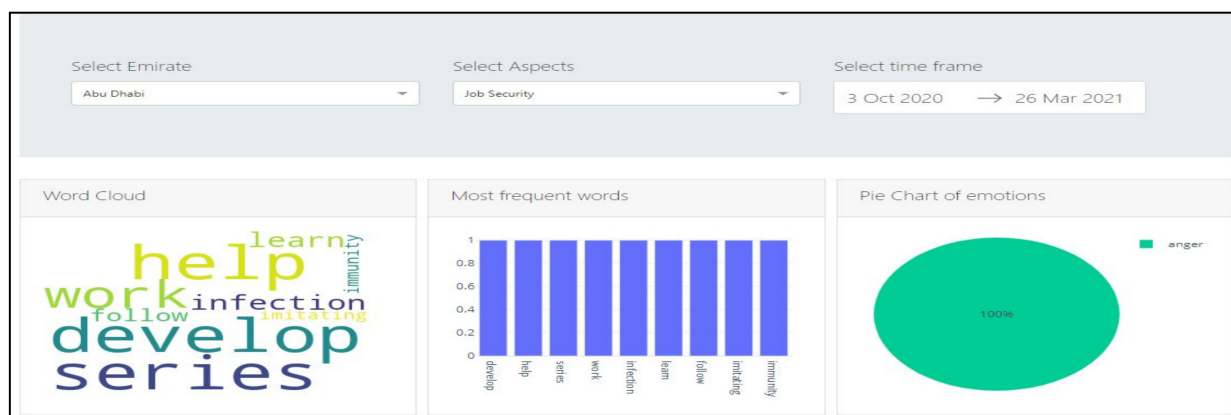 Select Emirate
Abu Dhabi
Select Aspects
Job Security
Select time frame
3 Oct 2020 → 26 Mar 2021
Word Cloud
learn
immunity
help
work
infection
follow
imitating
develop
series
Most frequent words
1
0.8
0.6
0.4
0.2
0
develop
help
series
work
infection
learn
follow
imitating
immunity
Pie Chart of emotions
anger
100%